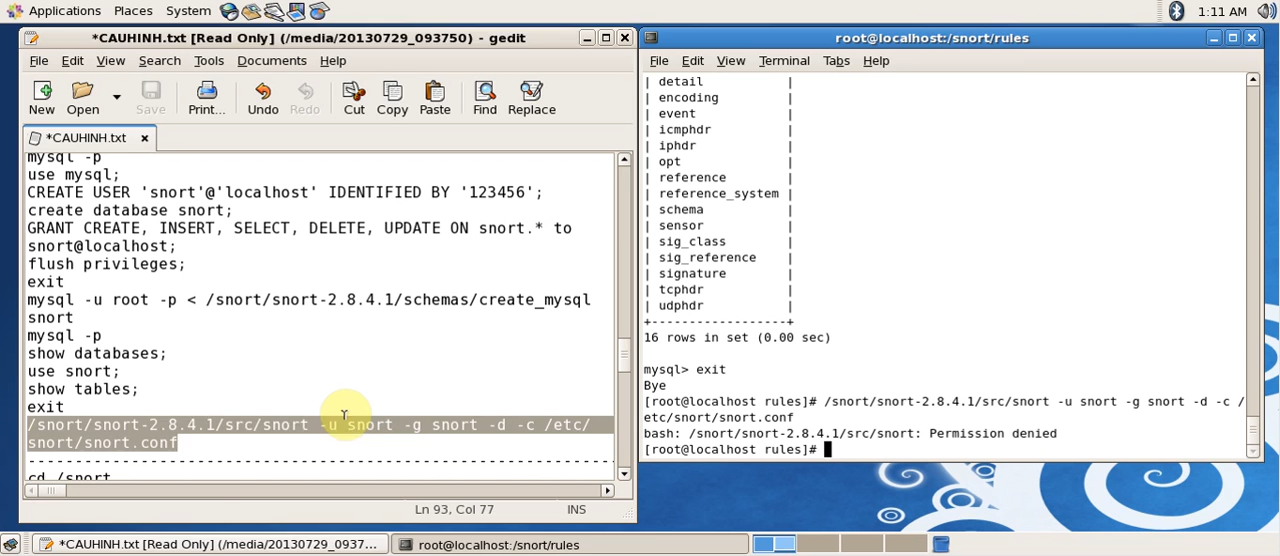 Applications Places System
1:11 AM
*CAUHINH.txt [Read Only] (/media/20130729_093750) - gedit
File Edit View Search Tools Documents Help
New Open Save Print... Undo Redo Cut Copy Paste Find Replace
*CAUHINH.txt
mysql -p
use mysql;
CREATE USER 'snort'@'localhost' IDENTIFIED BY '123456';
create database snort;
GRANT CREATE, INSERT, SELECT, DELETE, UPDATE ON snort.* to
snort@localhost;
flush privileges;
exit
mysql -u root -p < /snort/snort-2.8.4.1/schemas/create_mysql
snort
mysql -p
show databases;
use snort;
show tables;
exit
/snort/snort-2.8.4.1/src/snort -u snort -g snort -d -c /etc/
snort/snort.conf
--------------------------------------------------------------
cd /snort
Ln 93, Col 77 INS
root@localhost:/snort/rules
File Edit View Terminal Tabs Help
| detail |
| encoding |
| event |
| icmphdr |
| iphdr |
| opt |
| reference |
| reference_system |
| schema |
| sensor |
| sig_class |
| sig_reference |
| signature |
| tcphdr |
| udphdr |
+------------------+
16 rows in set (0.00 sec)
mysql> exit
Bye
[root@localhost rules]# /snort/snort-2.8.4.1/src/snort -u snort -g snort -d -c /
etc/snort/snort.conf
bash: /snort/snort-2.8.4.1/src/snort: Permission denied
[root@localhost rules]#
*CAUHINH.txt [Read Only] (/media/20130729_0937...
root@localhost:/snort/rules